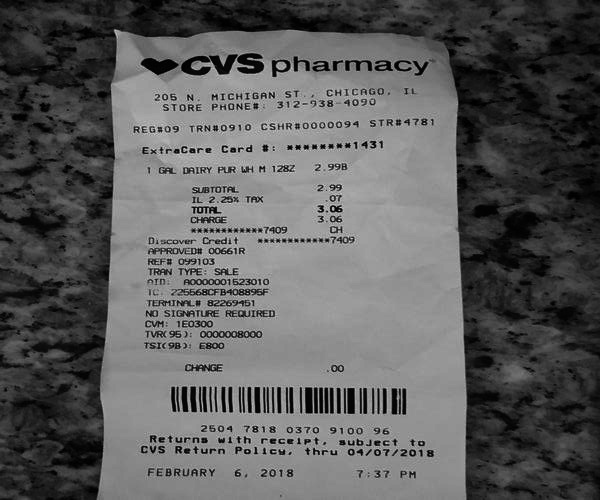 CVS pharmacy
205 N. MICHIGAN ST., CHICAGO, IL
STORE PHONE#: 312-938-4090
REG#09 TRN#0910 CSHR#0000094 STR#4781
ExtraCare Card #: ********1431
1 GAL DAIRY PUR WH M 128Z 2.99B
SUBTOTAL 2.99
IL 2.25% TAX .07
TOTAL 3.06
CHARGE 3.06
************7409 CH
Discover Credit ************7409
APPROVED# 00661R
REF# 099103
TRAN TYPE: SALE
AID: A0000001523010
TC: 225568CFB408895F
TERMINAL# 82269451
NO SIGNATURE REQUIRED
CVM: 1E0300
TVR(95): 0000008000
TSI(9B): E800
CHANGE .00
2504 7818 0370 9100 96
Returns with receipt, subject to
CVS Return Policy, thru 04/07/2018
FEBRUARY 6, 2018 7:37 PM